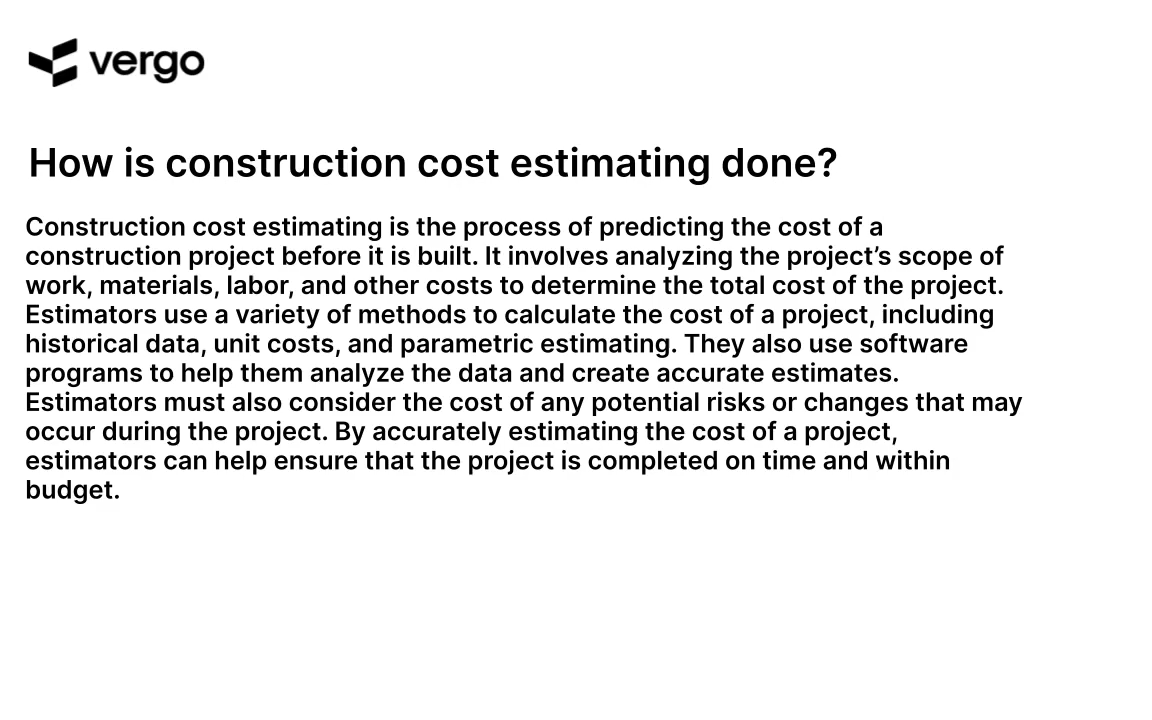 vergo
How is construction cost estimating done?
Construction cost estimating is the process of predicting the cost of a
construction project before it is built. It involves analyzing the project’s scope of
work, materials, labor, and other costs to determine the total cost of the project.
Estimators use a variety of methods to calculate the cost of a project, including
historical data, unit costs, and parametric estimating. They also use software
programs to help them analyze the data and create accurate estimates.
Estimators must also consider the cost of any potential risks or changes that may
occur during the project. By accurately estimating the cost of a project,
estimators can help ensure that the project is completed on time and within
budget.